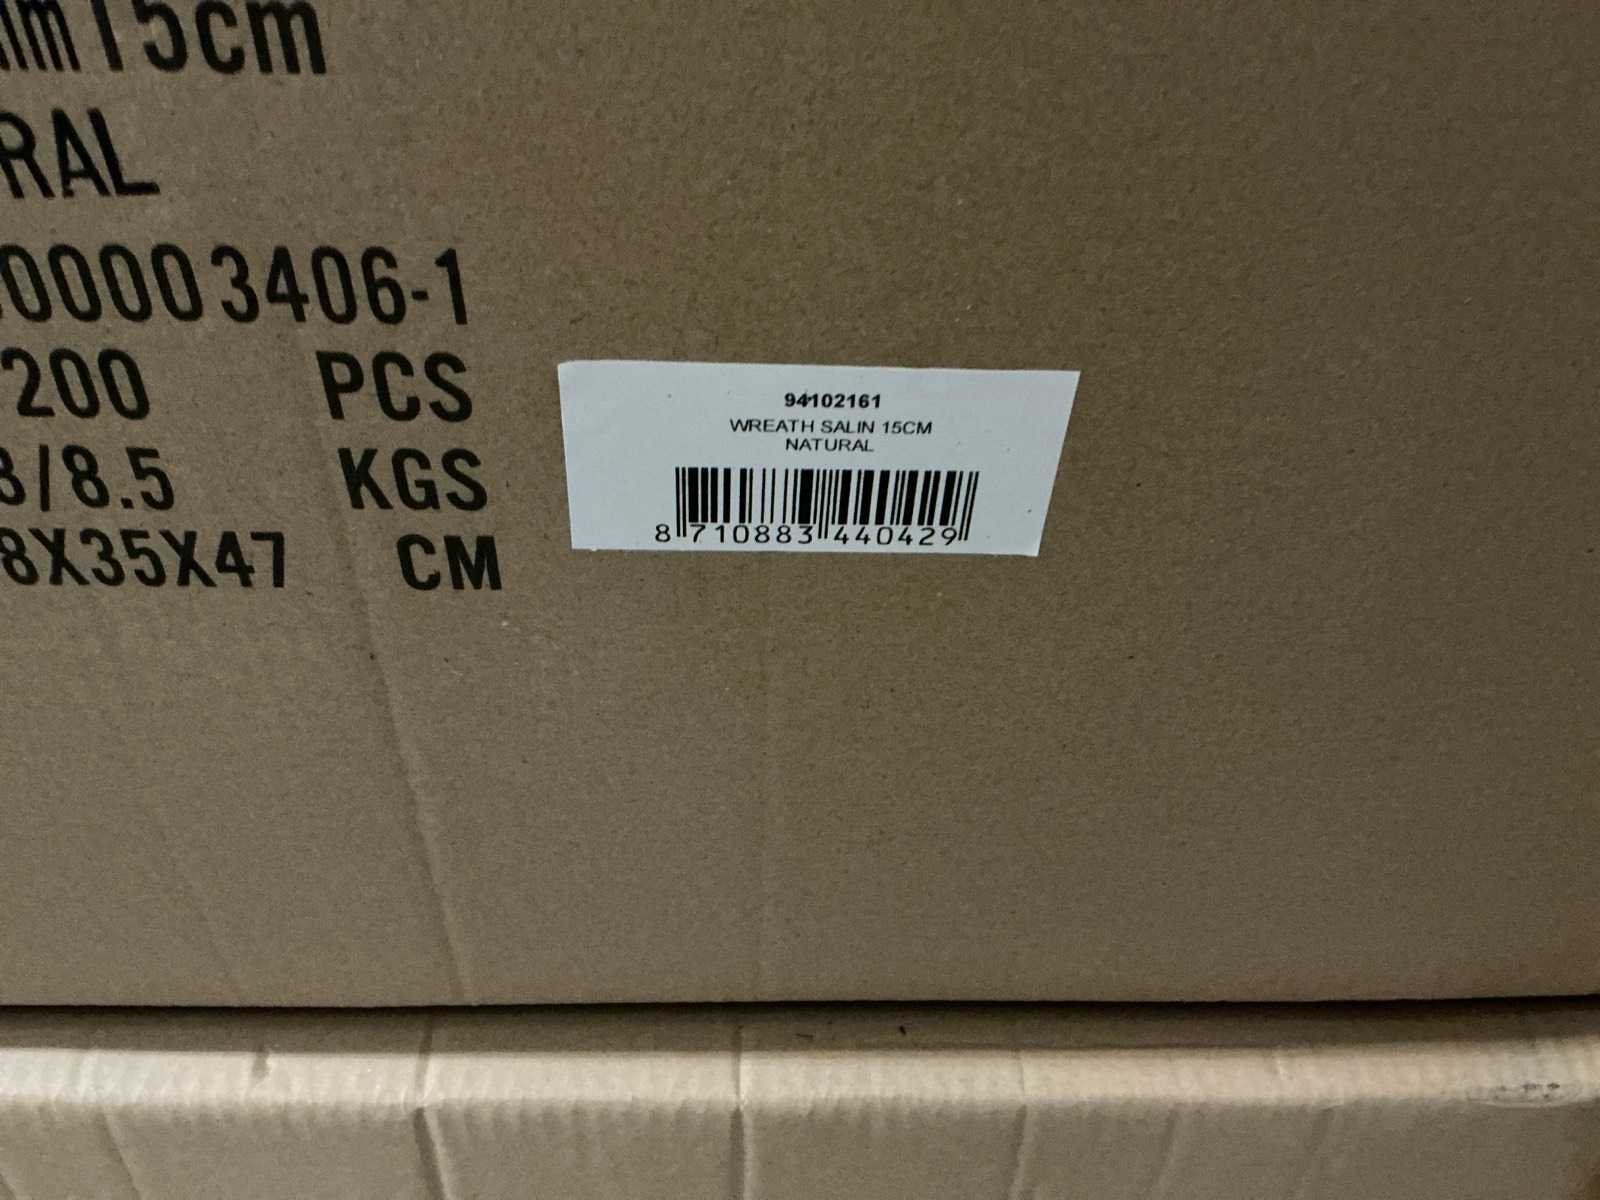 15cm
RAL
00003406-1
200 PCS
/8.5 KGS
8X35X47 CM
94102161
WREATH SALIN 15CM
NATURAL
8 710883 440429